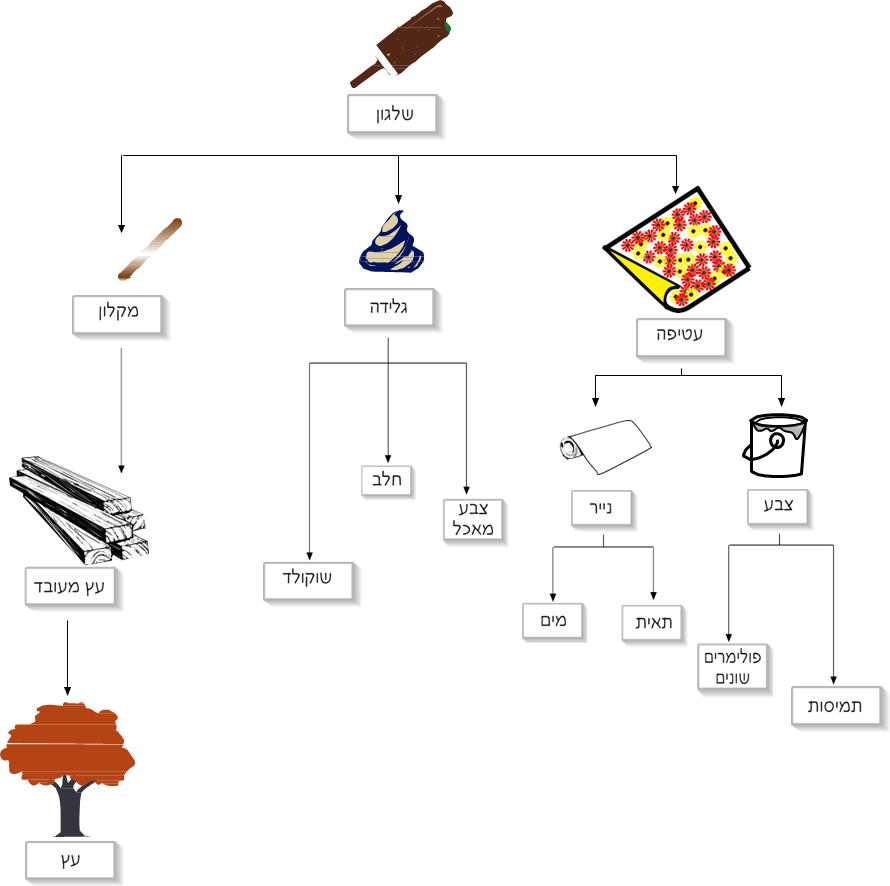 שלגון
עטיפה
גלידה
מקלון
צבע
נייר
חלב
צבע
מאכל
שוקולד
עץ מעובד
תאית
מים
פולימרים
שונים
תמיסות
עץ